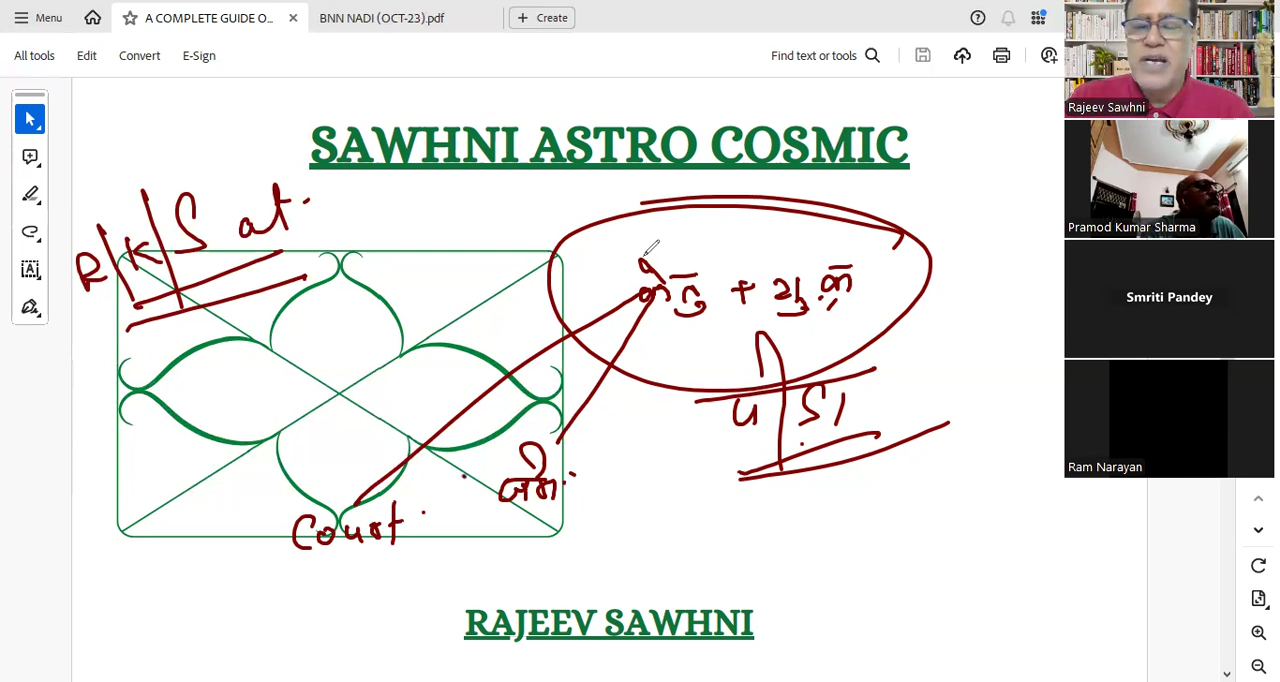 Menu
A COMPLETE GUIDE O...
BNN NADI (OCT-23).pdf
Create
All tools
Edit
Convert
E-Sign
Find text or tools
SAWHNI ASTRO COSMIC
R/K/Sat.
+
Court
RAJEEV SAWHNI
Rajeev Sawhni
Pramod Kumar Sharma
Smriti Pandey
Ram Narayan